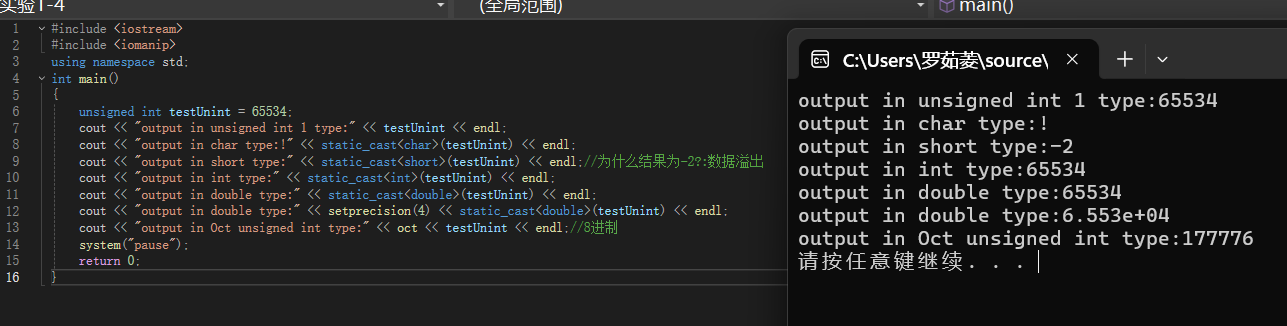 实验1-4
(全局范围)
main()
1 #include <iostream>
2 #include <iomanip>
3 using namespace std;
4 int main()
5 {
6 unsigned int testUnint = 65534;
7 cout << "output in unsigned int 1 type:" << testUnint << endl;
8 cout << "output in char type:!" << static_cast<char>(testUnint) << endl;
9 cout << "output in short type:" << static_cast<short>(testUnint) << endl;//为什么结果为-2?:数据溢出
10 cout << "output in int type:" << static_cast<int>(testUnint) << endl;
11 cout << "output in double type:" << static_cast<double>(testUnint) << endl;
12 cout << "output in double type:" << setprecision(4) << static_cast<double>(testUnint) << endl;
13 cout << "output in Oct unsigned int type:" << oct << testUnint << endl;//8进制
14 system("pause");
15 return 0;
16 }
C:\Users\罗茹菱\source\
output in unsigned int 1 type:65534
output in char type:!
output in short type:-2
output in int type:65534
output in double type:65534
output in double type:6.553e+04
output in Oct unsigned int type:177776
请按任意键继续. . .